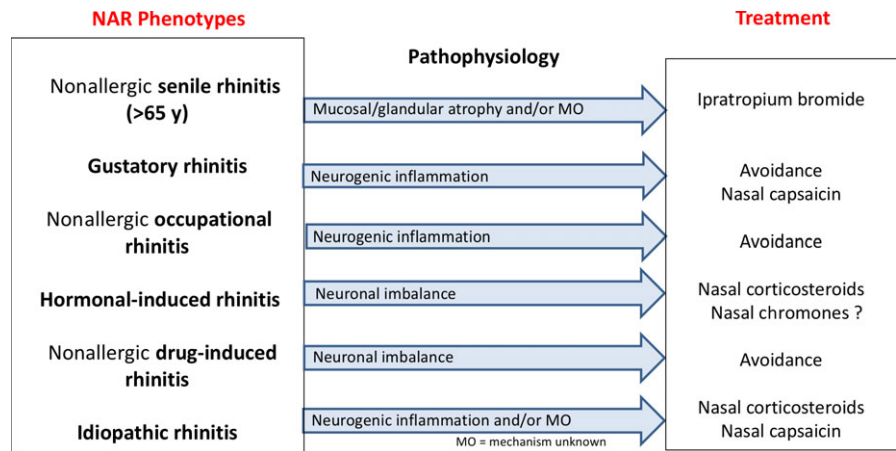 NAR Phenotypes
Pathophysiology
Treatment
Nonallergic senile rhinitis
(>65 y)
Mucosal/glandular atrophy and/or MO
Ipratropium bromide
Gustatory rhinitis
Neurogenic inflammation
Avoidance
Nasal capsaicin
Nonallergic occupational
rhinitis
Neurogenic inflammation
Avoidance
Hormonal-induced rhinitis
Neuronal imbalance
Nasal corticosteroids
Nasal chromones ?
Nonallergic drug-induced
rhinitis
Neuronal imbalance
Avoidance
Idiopathic rhinitis
Neurogenic inflammation and/or MO
Nasal corticosteroids
Nasal capsaicin
MO = mechanism unknown